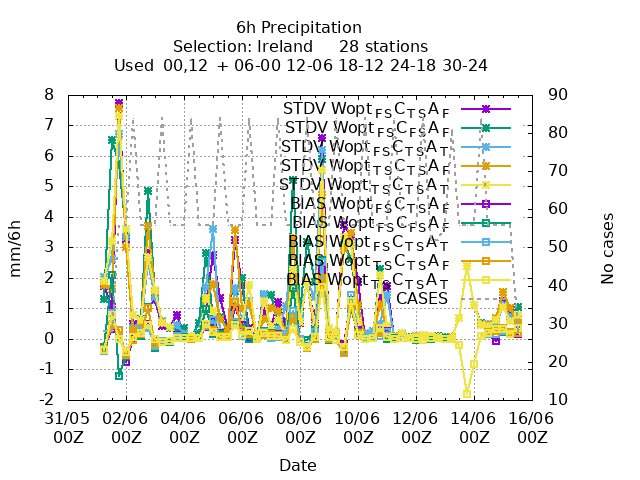 6h Precipitation
Selection: Ireland 28 stations
Used 00,12 + 06-00 12-06 18-12 24-18 30-24
8 90
7 80
6 70
5 60
4 50
3 40
2 30
1 20
0 10
-1
-2
mm/6h
No cases
STDV Wopt FS C TS A F
STDV Wopt FS C FS A F
STDV Wopt FS C TS A T
STDV Wopt TS C TS A F
STDV Wopt TS C TS A T
BIAS Wopt FS C TS A F
BIAS Wopt FS C FS A F
BIAS Wopt FS C TS A T
BIAS Wopt TS C TS A F
BIAS Wopt TS C TS A T
CASES
31/05 02/06 04/06 06/06 08/06 10/06 12/06 14/06 16/06
00Z 00Z 00Z 00Z 00Z 00Z 00Z 00Z 00Z
Date